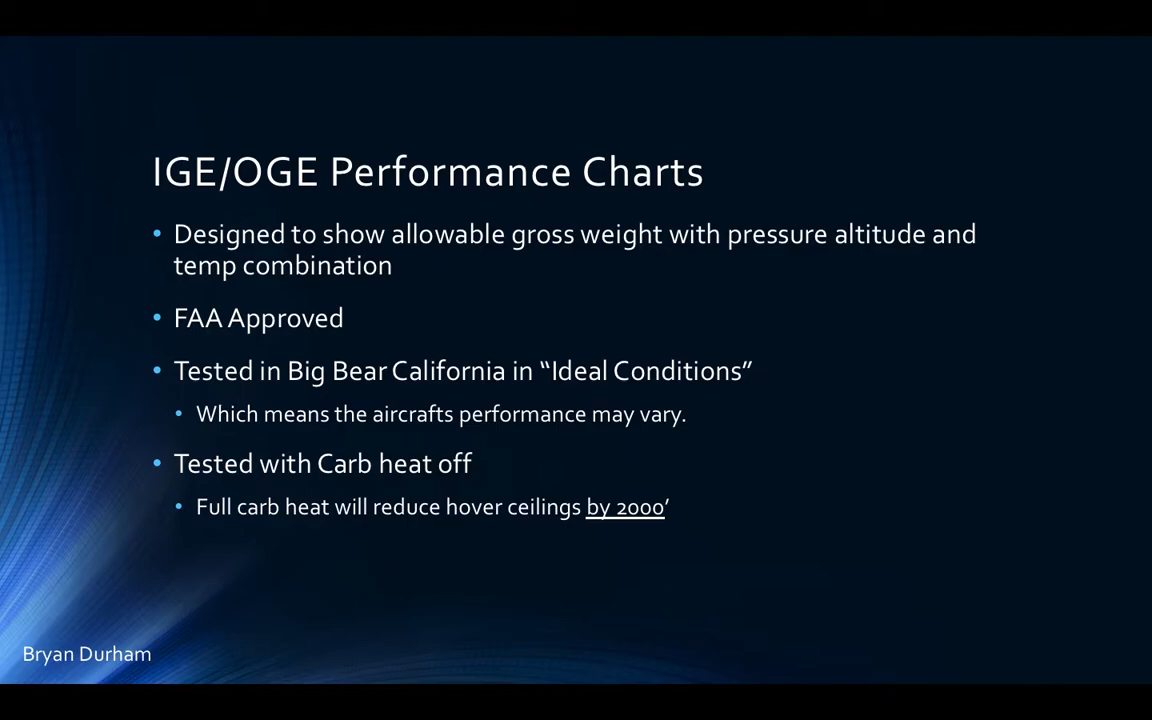 IGE/OGE Performance Charts
• Designed to show allowable gross weight with pressure altitude and
temp combination
• FAA Approved
• Tested in Big Bear California in “Ideal Conditions”
• Which means the aircrafts performance may vary.
• Tested with Carb heat off
• Full carb heat will reduce hover ceilings by 2000’
Bryan Durham